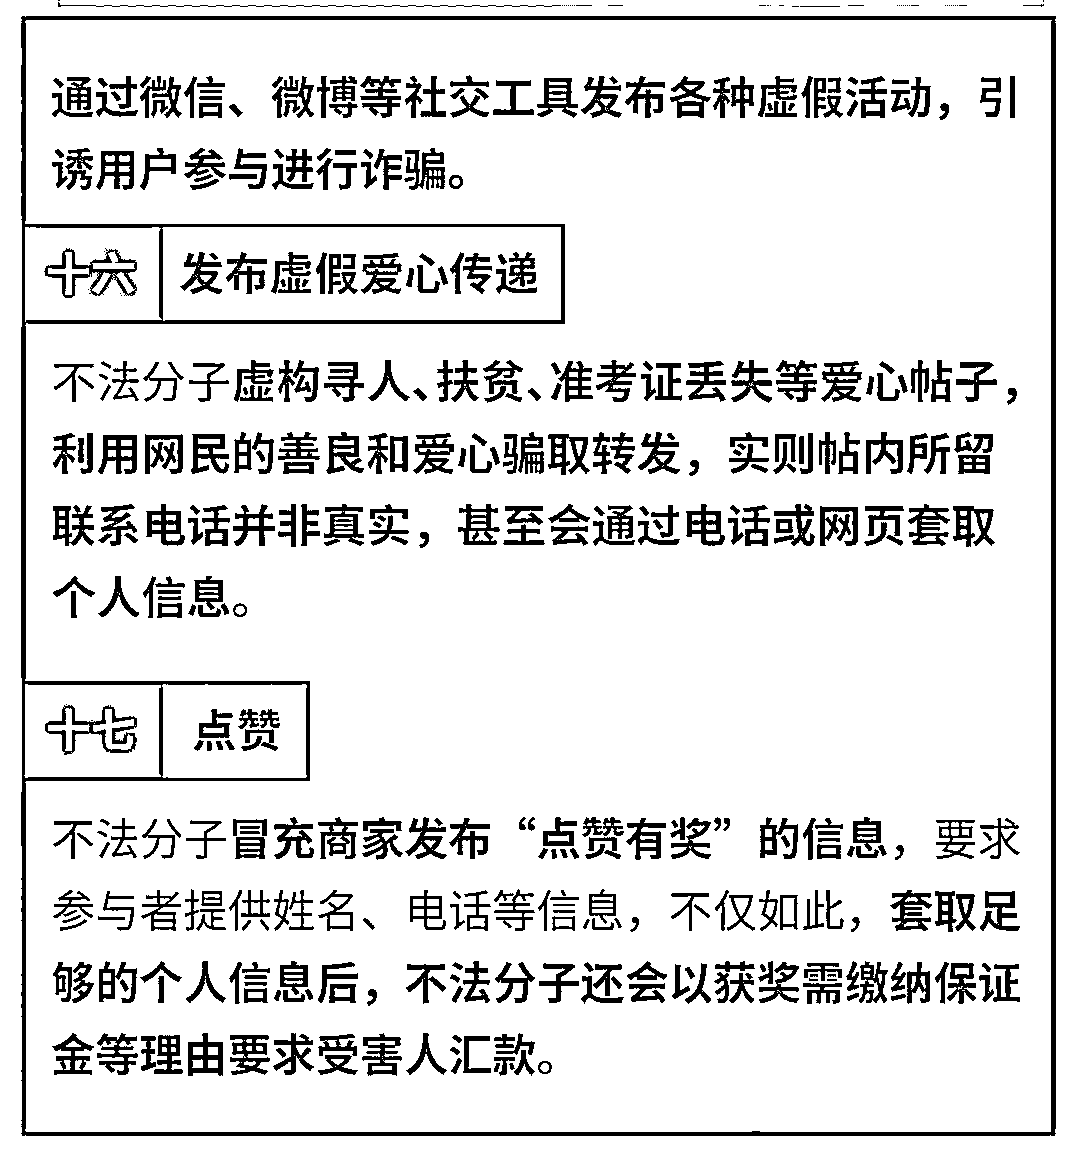 通过微信、微博等社交工具发布各种虚假活动，引
诱用户参与进行诈骗。
十六 发布虚假爱心传递
不法分子虚构寻人、扶贫、准考证丢失等爱心帖子，
利用网民的善良和爱心骗取转发，实则帖内所留
联系电话并非真实，甚至会通过电话或网页套取
个人信息。
十七 点赞
不法分子冒充商家发布“点赞有奖”的信息，要求
参与者提供姓名、电话等信息，不仅如此，套取足
够的个人信息后，不法分子还会以获奖需缴纳保证
金等理由要求受害人汇款。